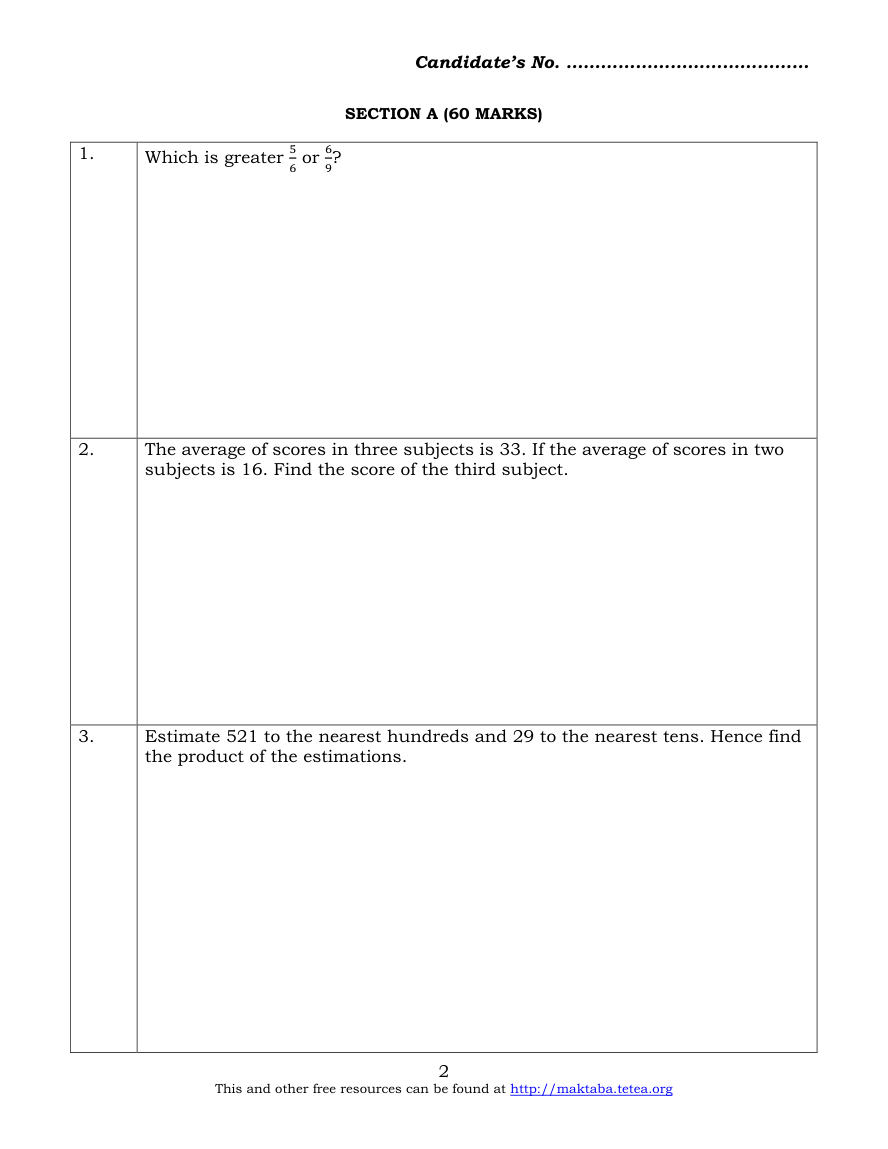 Candidate’s No. ..........................................
SECTION A (60 MARKS)
1.
Which is greater 5/6 or 6/9?
2.
The average of scores in three subjects is 33. If the average of scores in two
subjects is 16. Find the score of the third subject.
3.
Estimate 521 to the nearest hundreds and 29 to the nearest tens. Hence find
the product of the estimations.
2
This and other free resources can be found at http://maktaba.tetea.org